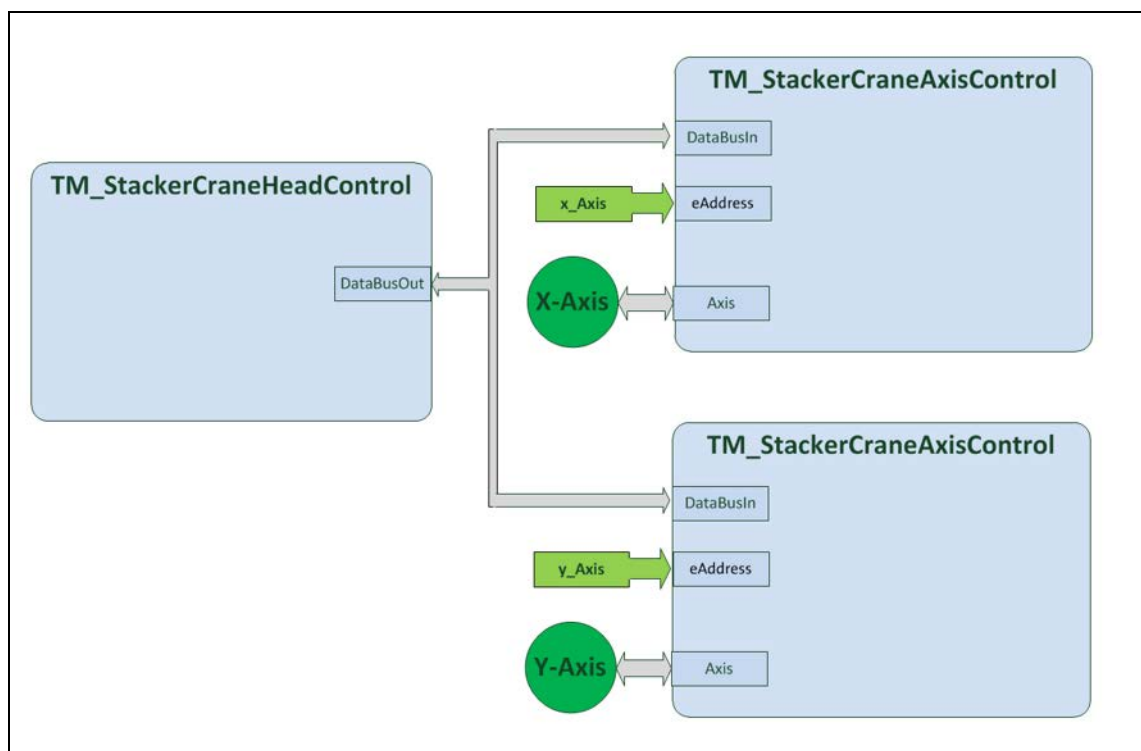 TM_StackerCraneHeadControl
DataBusOut
TM_StackerCraneAxisControl
DataBusIn
x_Axis
eAddress
X-Axis
Axis
TM_StackerCraneAxisControl
DataBusIn
y_Axis
eAddress
Y-Axis
Axis